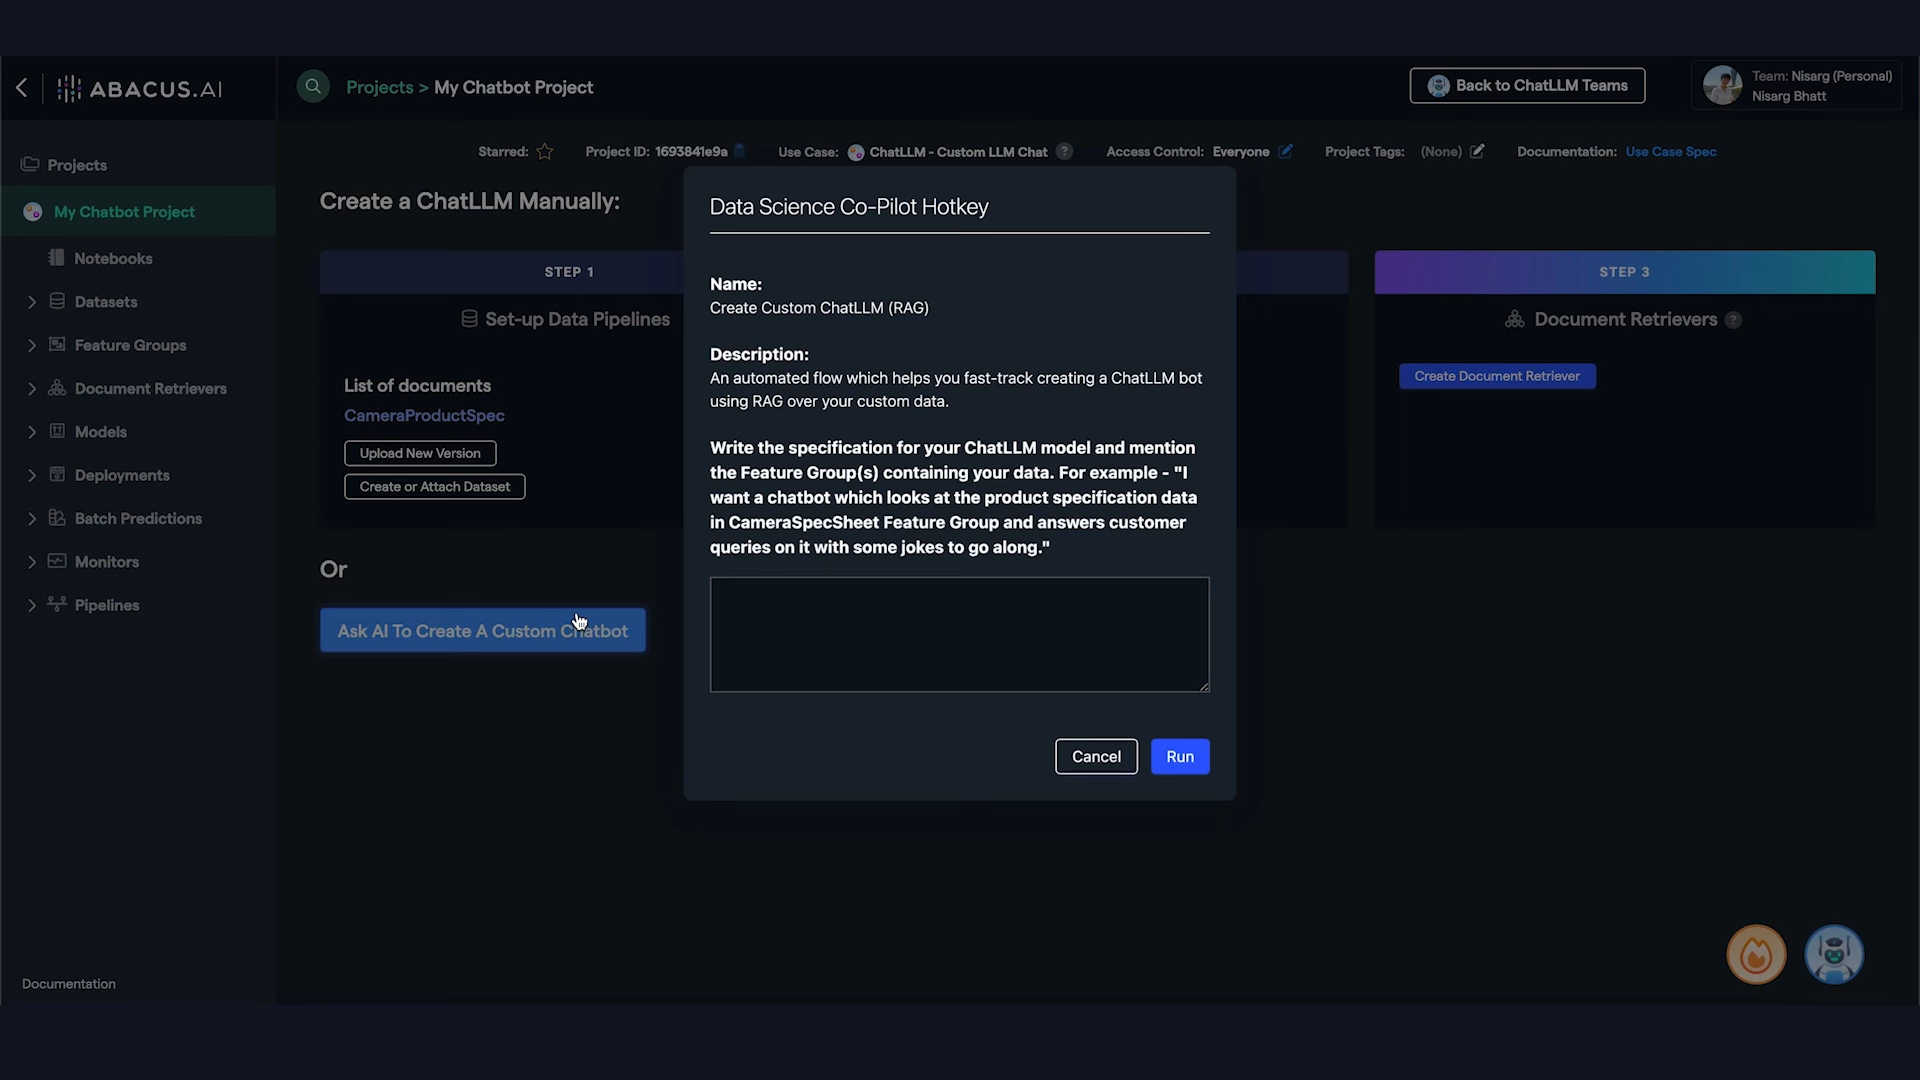 ABACUS.AI
Projects > My Chatbot Project
Back to ChatLLM Teams
Team: Nisarg (Personal)
Nisarg Bhatt
Starred:
Project ID: 1693841e9a
Use Case: ChatLLM - Custom LLM Chat ?
Access Control: Everyone
Project Tags: (None)
Documentation: Use Case Spec
Projects
My Chatbot Project
Notebooks
Datasets
Feature Groups
Document Retrievers
Models
Deployments
Batch Predictions
Monitors
Pipelines
Documentation
Create a ChatLLM Manually:
STEP 1
Set-up Data Pipelines
List of documents
CameraProductSpec
Upload New Version
Create or Attach Dataset
Or
Ask AI To Create A Custom Chatbot
Data Science Co-Pilot Hotkey
Name:
Create Custom ChatLLM (RAG)
Description:
An automated flow which helps you fast-track creating a ChatLLM bot
using RAG over your custom data.
Write the specification for your ChatLLM model and mention
the Feature Group(s) containing your data. For example - "I
want a chatbot which looks at the product specification data
in CameraSpecSheet Feature Group and answers customer
queries on it with some jokes to go along."
Cancel
Run
STEP 3
Document Retrievers ?
Create Document Retriever